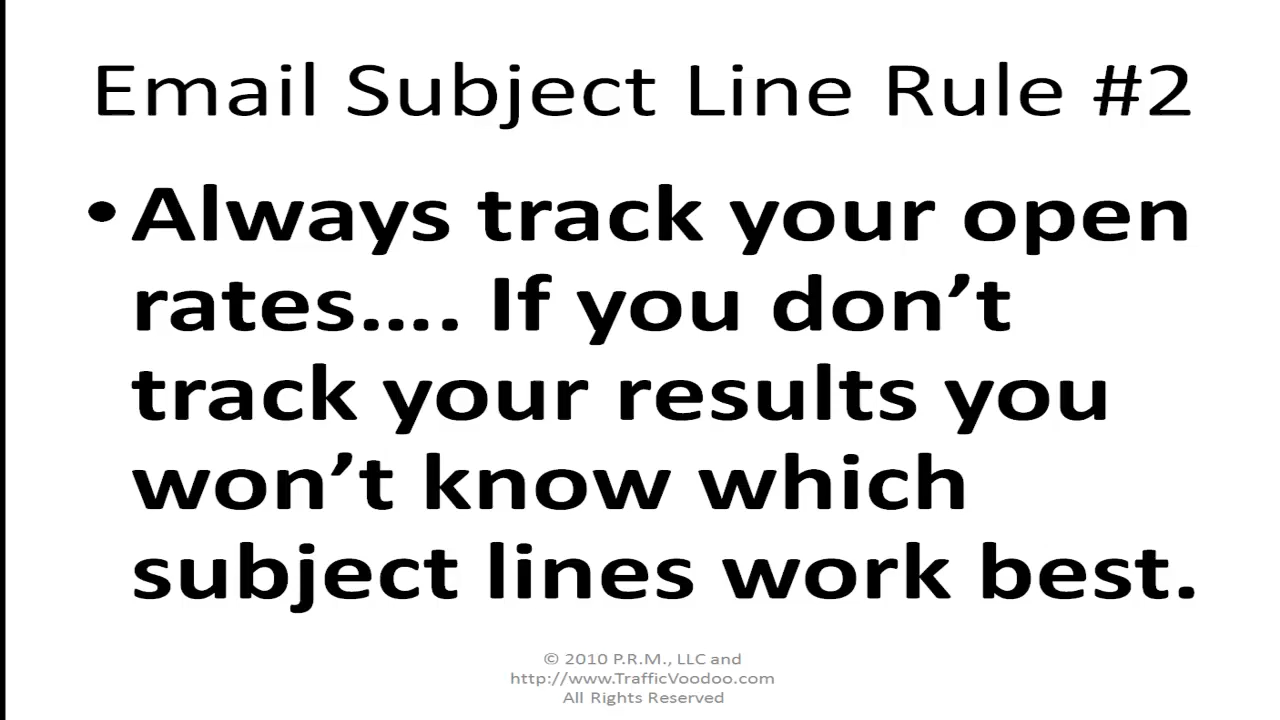 Email Subject Line Rule #2
•Always track your open
rates…. If you don’t
track your results you
won’t know which
subject lines work best.
© 2010 P.R.M., LLC and
http://www.TrafficVoodoo.com
All Rights Reserved